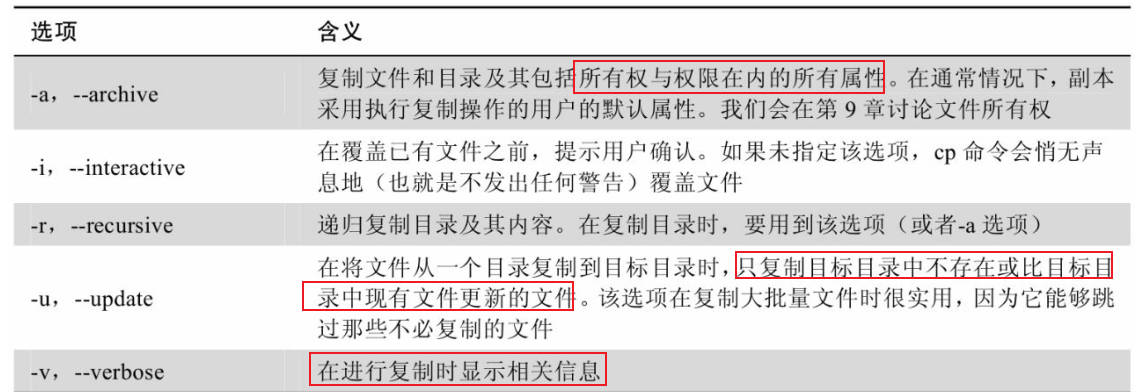 选项 含义
-a，--archive 复制文件和目录及其包括所有权与权限在内的所有属性。在通常情况下，副本
采用执行复制操作的用户的默认属性。我们会在第 9 章讨论文件所有权
-i，--interactive 在覆盖已有文件之前，提示用户确认。如果未指定该选项，cp 命令会悄无声
息地（也就是不发出任何警告）覆盖文件
-r，--recursive 递归复制目录及其内容。在复制目录时，要用到该选项（或者-a 选项）
-u，--update 在将文件从一个目录复制到目标目录时，只复制目标目录中不存在或比目标目
录中现有文件更新的文件。该选项在复制大批量文件时很实用，因为它能够跳
过那些不必复制的文件
-v，--verbose 在进行复制时显示相关信息